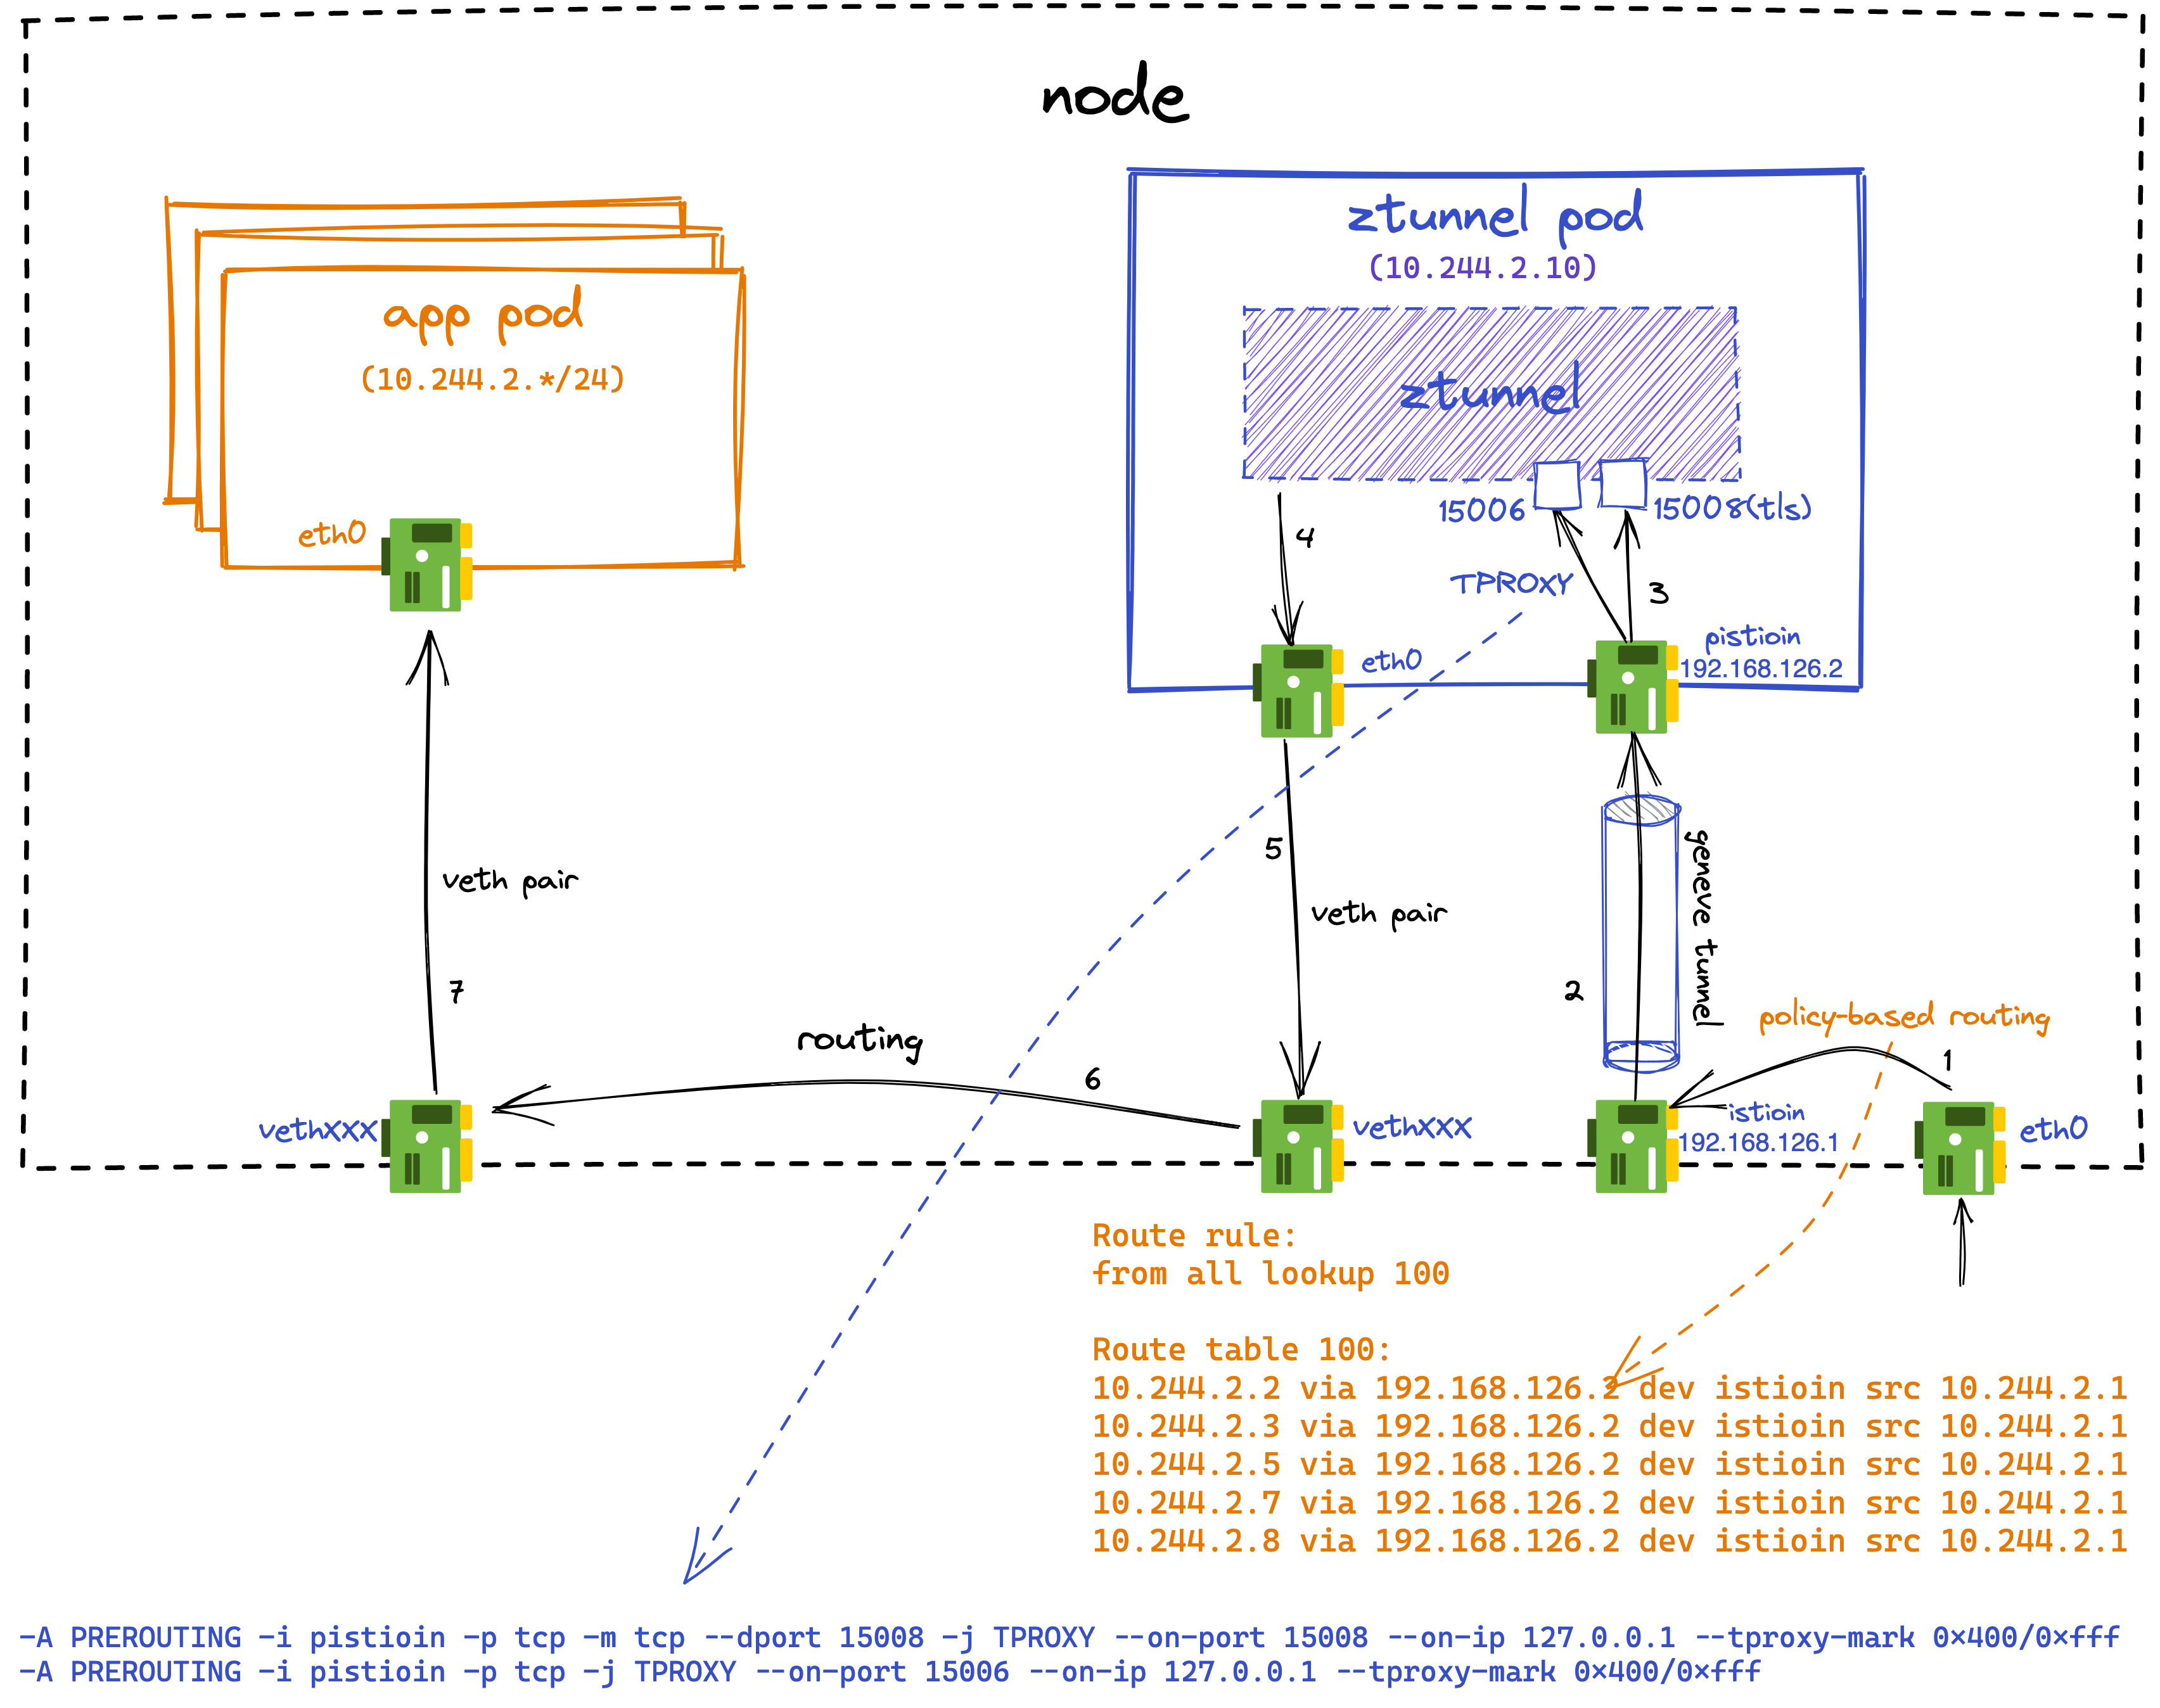 node
ztunnel pod
(10.244.2.10)
app pod
(10.244.2.*/24)
ztunnel
15006
15008(tls)
eth0
4
TPROXY
3
pistioin
192.168.126.2
eth0
5
veth pair
veth pair
geneve tunnel
2
7
policy-based routing
routing
6
1
vethXXX
vethXXX
istioin
192.168.126.1
eth0
Route rule:
from all lookup 100
Route table 100:
10.244.2.2 via 192.168.126.2 dev istioin src 10.244.2.1
10.244.2.3 via 192.168.126.2 dev istioin src 10.244.2.1
10.244.2.5 via 192.168.126.2 dev istioin src 10.244.2.1
10.244.2.7 via 192.168.126.2 dev istioin src 10.244.2.1
10.244.2.8 via 192.168.126.2 dev istioin src 10.244.2.1
-A PREROUTING -i pistioin -p tcp -m tcp --dport 15008 -j TPROXY --on-port 15008 --on-ip 127.0.0.1 --tproxy-mark 0×400/0×fff
-A PREROUTING -i pistioin -p tcp -j TPROXY --on-port 15006 --on-ip 127.0.0.1 --tproxy-mark 0×400/0×fff